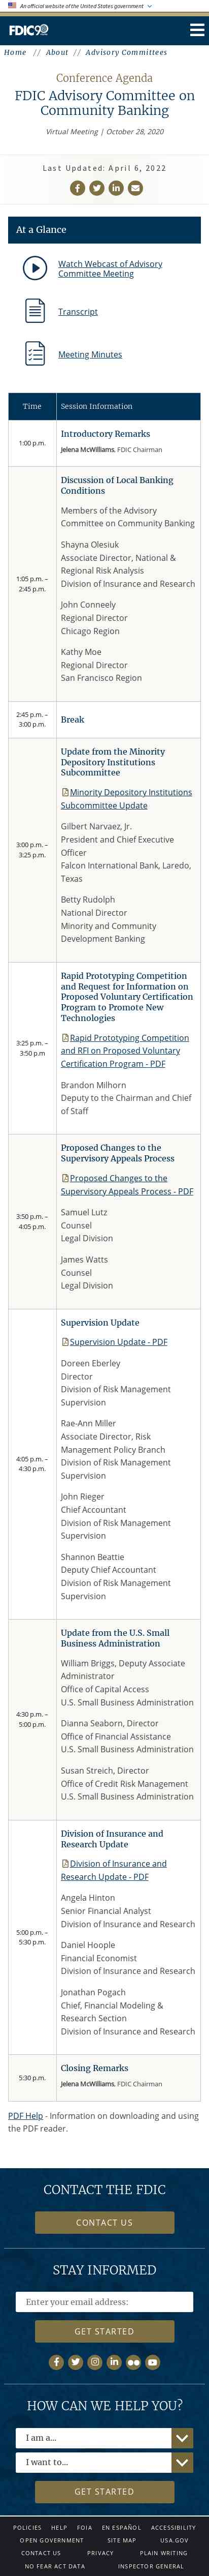 An official website of the United States government
FDIC90
Home // About // Advisory Committees
Conference Agenda
FDIC Advisory Committee on
Community Banking
Virtual Meeting | October 28, 2020
Last Updated: April 6, 2022
At a Glance
Watch Webcast of Advisory
Committee Meeting
Transcript
Meeting Minutes
Time Session Information
1:00 p.m.
Introductory Remarks
Jelena McWilliams, FDIC Chairman
1:05 p.m. –
2:45 p.m.
Discussion of Local Banking
Conditions
Members of the Advisory
Committee on Community Banking
Shayna Olesiuk
Associate Director, National &
Regional Risk Analysis
Division of Insurance and Research
John Conneely
Regional Director
Chicago Region
Kathy Moe
Regional Director
San Francisco Region
2:45 p.m. –
3:00 p.m.
Break
3:00 p.m. –
3:25 p.m.
Update from the Minority
Depository Institutions
Subcommittee
Minority Depository Institutions
Subcommittee Update
Gilbert Narvaez, Jr.
President and Chief Executive
Officer
Falcon International Bank, Laredo,
Texas
Betty Rudolph
National Director
Minority and Community
Development Banking
3:25 p.m. –
3:50 p.m
Rapid Prototyping Competition
and Request for Information on
Proposed Voluntary Certification
Program to Promote New
Technologies
Rapid Prototyping Competition
and RFI on Proposed Voluntary
Certification Program - PDF
Brandon Milhorn
Deputy to the Chairman and Chief
of Staff
3:50 p.m. –
4:05 p.m.
Proposed Changes to the
Supervisory Appeals Process
Proposed Changes to the
Supervisory Appeals Process - PDF
Samuel Lutz
Counsel
Legal Division
James Watts
Counsel
Legal Division
4:05 p.m. –
4:30 p.m.
Supervision Update
Supervision Update - PDF
Doreen Eberley
Director
Division of Risk Management
Supervision
Rae-Ann Miller
Associate Director, Risk
Management Policy Branch
Division of Risk Management
Supervision
John Rieger
Chief Accountant
Division of Risk Management
Supervision
Shannon Beattie
Deputy Chief Accountant
Division of Risk Management
Supervision
4:30 p.m. –
5:00 p.m.
Update from the U.S. Small
Business Administration
William Briggs, Deputy Associate
Administrator
Office of Capital Access
U.S. Small Business Administration
Dianna Seaborn, Director
Office of Financial Assistance
U.S. Small Business Administration
Susan Streich, Director
Office of Credit Risk Management
U.S. Small Business Administration
5:00 p.m. –
5:30 p.m.
Division of Insurance and
Research Update
Division of Insurance and
Research Update - PDF
Angela Hinton
Senior Financial Analyst
Division of Insurance and Research
Daniel Hoople
Financial Economist
Division of Insurance and Research
Jonathan Pogach
Chief, Financial Modeling &
Research Section
Division of Insurance and Research
5:30 p.m.
Closing Remarks
Jelena McWilliams, FDIC Chairman
PDF Help - Information on downloading and using
the PDF reader.
CONTACT THE FDIC
CONTACT US
STAY INFORMED
Enter your email address:
GET STARTED
HOW CAN WE HELP YOU?
I am a...
I want to...
GET STARTED
POLICIES HELP FOIA EN ESPAÑOL ACCESSIBILITY
OPEN GOVERNMENT SITE MAP USA.GOV
CONTACT US PRIVACY PLAIN WRITING
NO FEAR ACT DATA INSPECTOR GENERAL